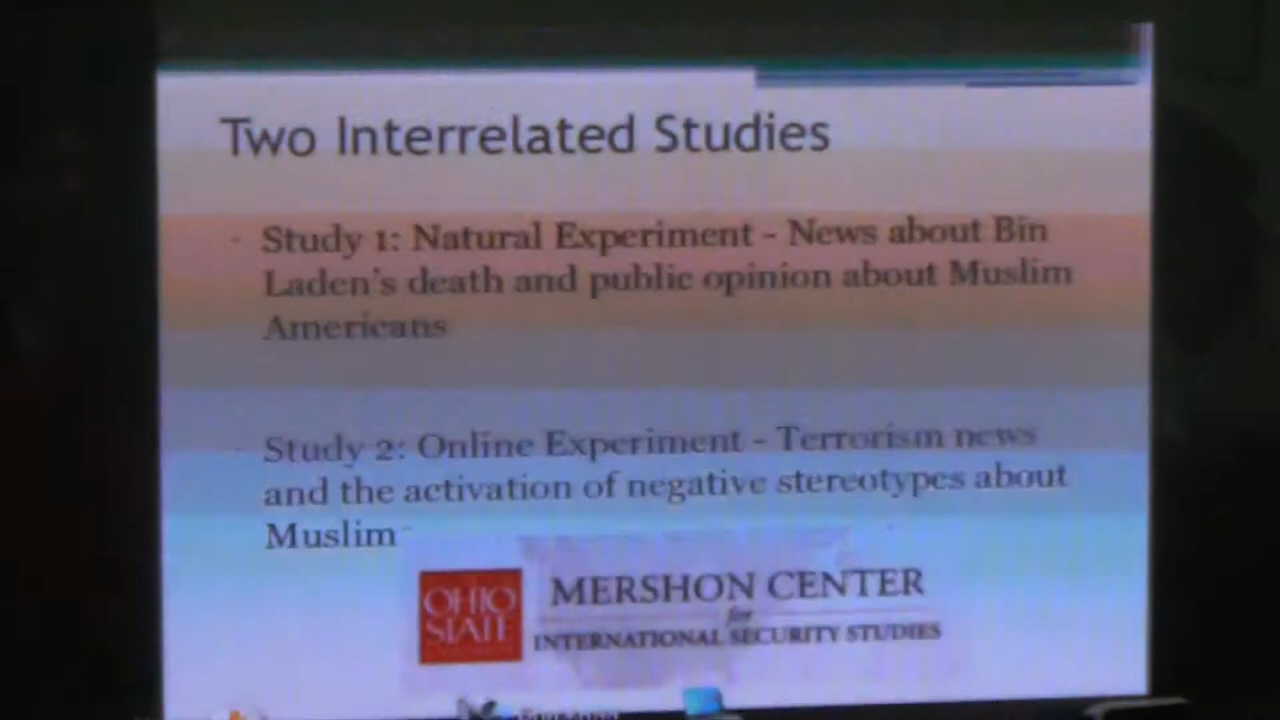 Two Interrelated Studies
Study 1: Natural Experiment - News about Bin
Laden's death and public opinion about Muslim
Americans
Study 2: Online Experiment - Terrorism news
and the activation of negative stereotypes about
Muslim
OHIO
STATE
MERSHON CENTER
for
INTERNATIONAL SECURITY STUDIES